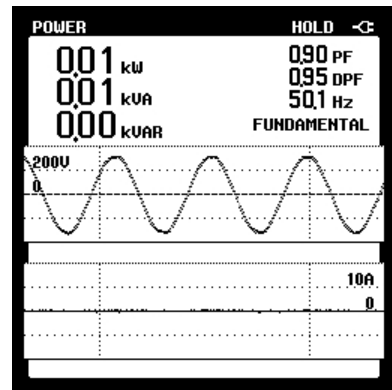 POWER HOLD
0.01 kW 0.90 PF
0.01 kVA 0.95 DPF
0.00 kVAR 50.1 Hz
FUNDAMENTAL
200V
0
10A
0